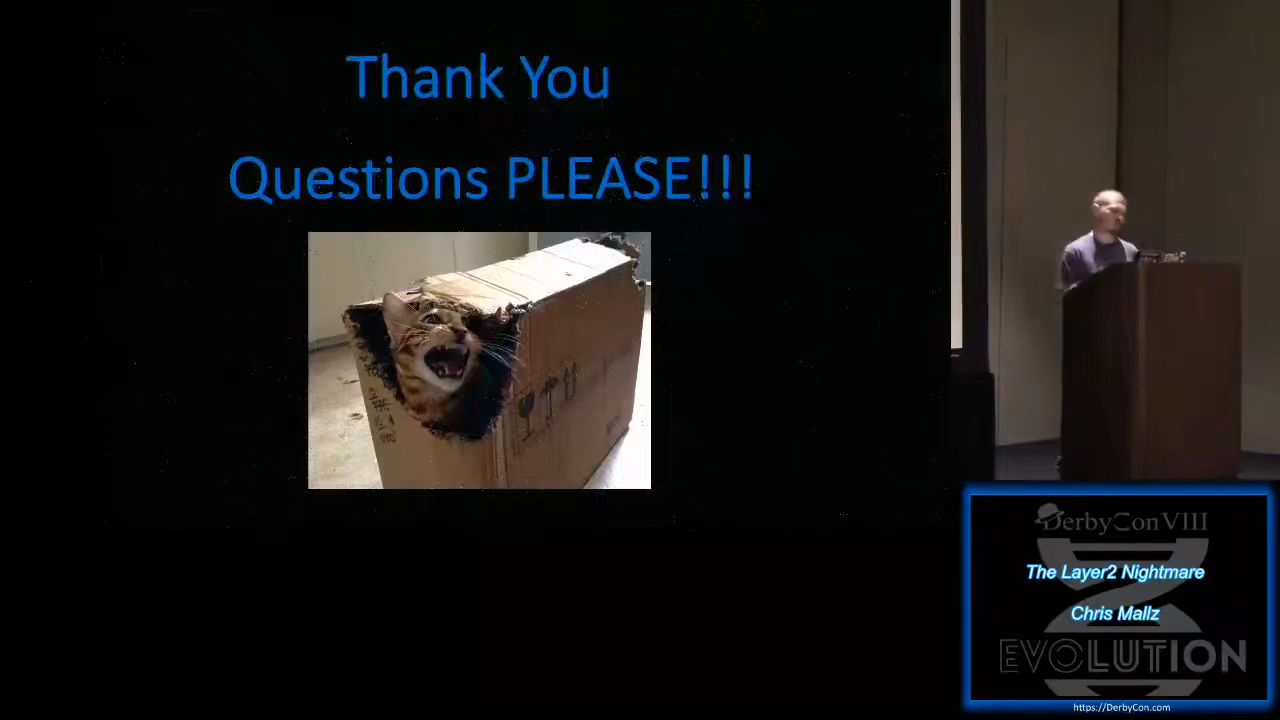 Thank You
Questions PLEASE!!!
DerbyCon VIII
The Layer2 Nightmare
Chris Mallz
EVOLUTION
https://DerbyCon.com